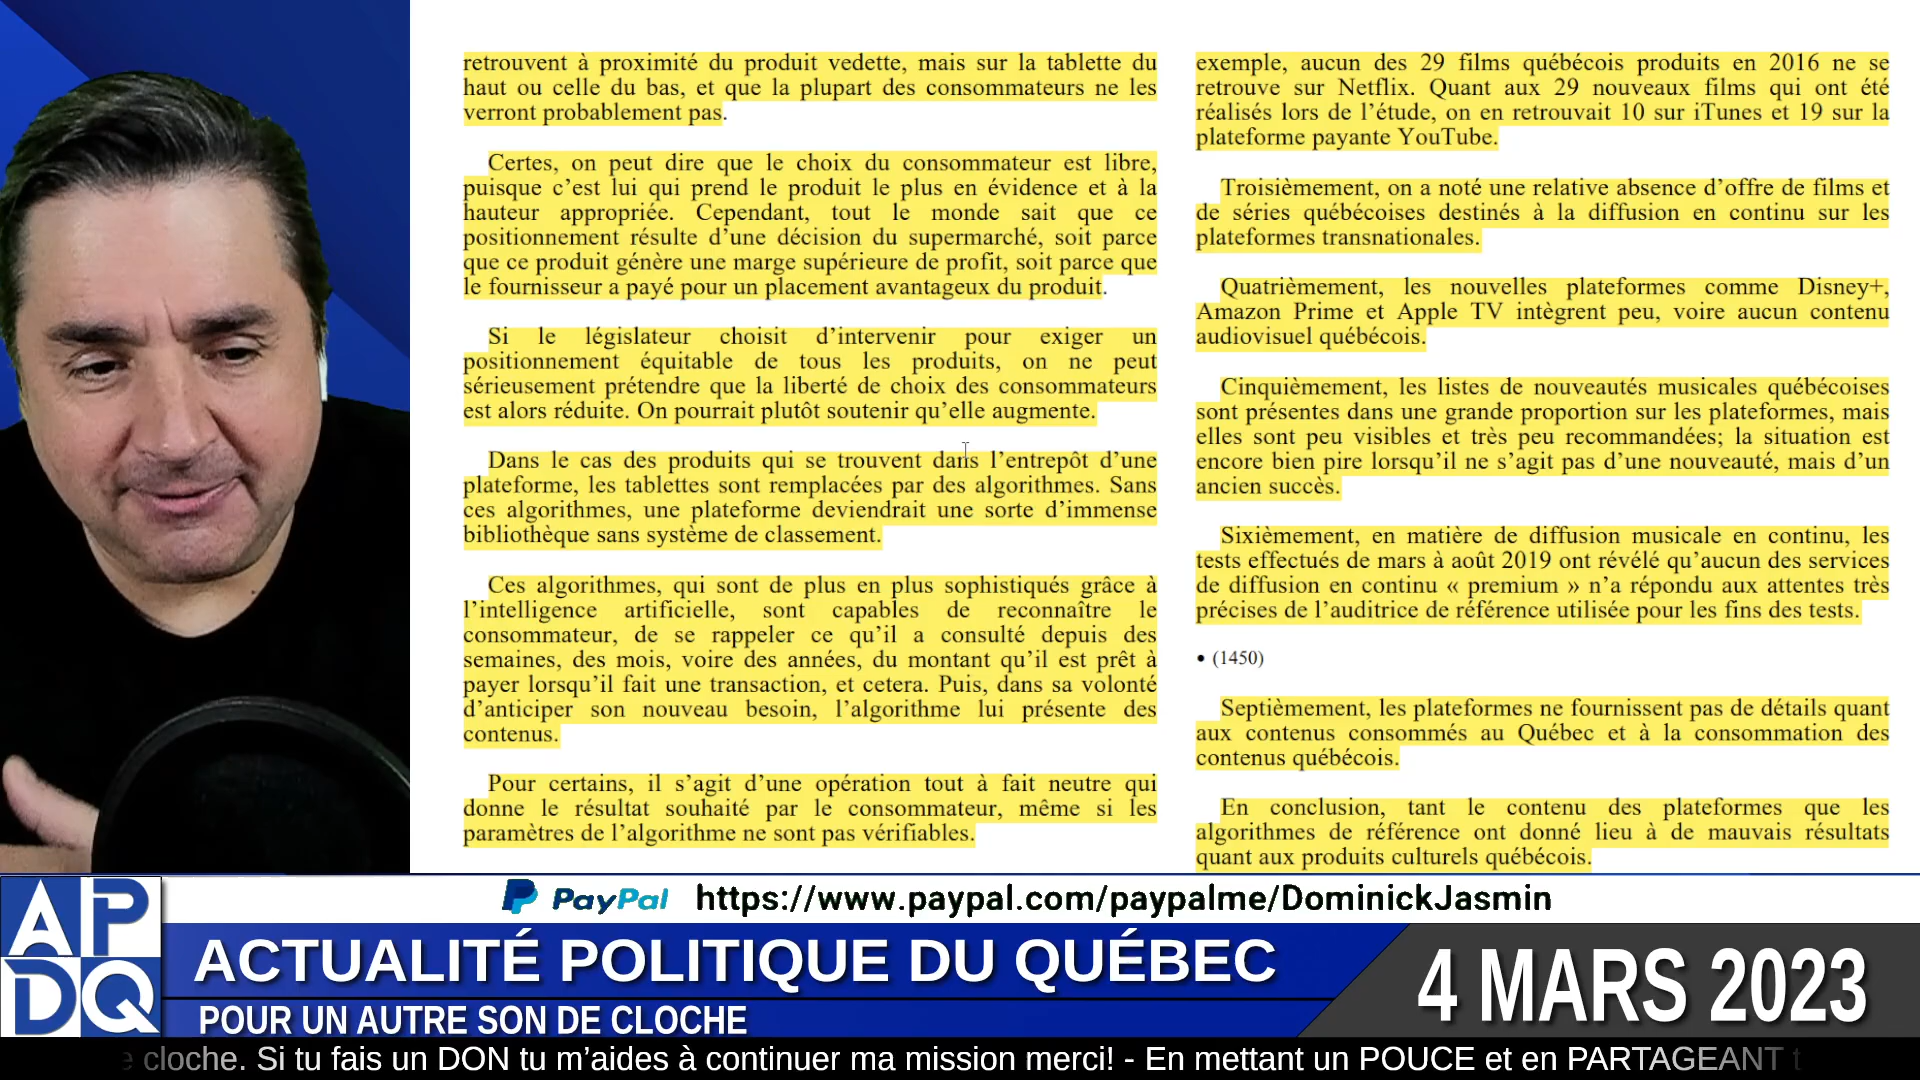 retrouvent à proximité du produit vedette, mais sur la tablette du
haut ou celle du bas, et que la plupart des consommateurs ne les
verront probablement pas.
Certes, on peut dire que le choix du consommateur est libre,
puisque c’est lui qui prend le produit le plus en évidence et à la
hauteur appropriée. Cependant, tout le monde sait que ce
positionnement résulte d’une décision du supermarché, soit parce
que ce produit génère une marge supérieure de profit, soit parce que
le fournisseur a payé pour un placement avantageux du produit.
Si le législateur choisit d’intervenir pour exiger un
positionnement équitable de tous les produits, on ne peut
sérieusement prétendre que la liberté de choix des consommateurs
est alors réduite. On pourrait plutôt soutenir qu’elle augmente.
Dans le cas des produits qui se trouvent dans l’entrepôt d’une
plateforme, les tablettes sont remplacées par des algorithmes. Sans
ces algorithmes, une plateforme deviendrait une sorte d’immense
bibliothèque sans système de classement.
Ces algorithmes, qui sont de plus en plus sophistiqués grâce à
l’intelligence artificielle, sont capables de reconnaître le
consommateur, de se rappeler ce qu’il a consulté depuis des
semaines, des mois, voire des années, du montant qu’il est prêt à
payer lorsqu’il fait une transaction, et cetera. Puis, dans sa volonté
d’anticiper son nouveau besoin, l’algorithme lui présente des
contenus.
Pour certains, il s’agit d’une opération tout à fait neutre qui
donne le résultat souhaité par le consommateur, même si les
paramètres de l’algorithme ne sont pas vérifiables.
exemple, aucun des 29 films québécois produits en 2016 ne se
retrouve sur Netflix. Quant aux 29 nouveaux films qui ont été
réalisés lors de l’étude, on en retrouvait 10 sur iTunes et 19 sur la
plateforme payante YouTube.
Troisièmement, on a noté une relative absence d’offre de films et
de séries québécoises destinés à la diffusion en continu sur les
plateformes transnationales.
Quatrièmement, les nouvelles plateformes comme Disney+,
Amazon Prime et Apple TV intègrent peu, voire aucun contenu
audiovisuel québécois.
Cinquièmement, les listes de nouveautés musicales québécoises
sont présentes dans une grande proportion sur les plateformes, mais
elles sont peu visibles et très peu recommandées; la situation est
encore bien pire lorsqu’il ne s’agit pas d’une nouveauté, mais d’un
ancien succès.
Sixièmement, en matière de diffusion musicale en continu, les
tests effectués de mars à août 2019 ont révélé qu’aucun des services
de diffusion en continu « premium » n’a répondu aux attentes très
précises de l’auditrice de référence utilisée pour les fins des tests.
• (1450)
Septièmement, les plateformes ne fournissent pas de détails quant
aux contenus consommés au Québec et à la consommation des
contenus québécois.
En conclusion, tant le contenu des plateformes que les
algorithmes de référence ont donné lieu à de mauvais résultats
quant aux produits culturels québécois.
PayPal https://www.paypal.com/paypalme/DominickJasmin
APDQ
ACTUALITÉ POLITIQUE DU QUÉBEC
POUR UN AUTRE SON DE CLOCHE
4 MARS 2023
e cloche. Si tu fais un DON tu m’aides à continuer ma mission merci! - En mettant un POUCE et en PARTAGEANT t